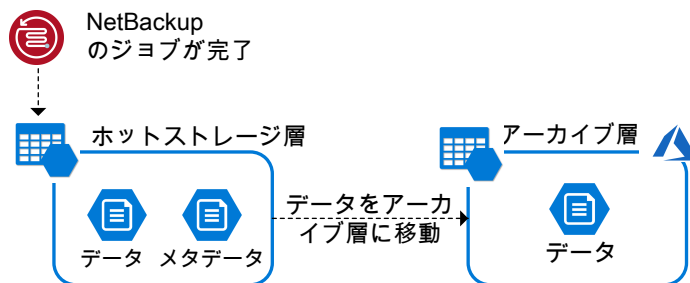 NetBackup
のジョブが完了
ホットストレージ層
アーカイブ層
データをアーカ
イブ層に移動
データ
メタデータ
データ